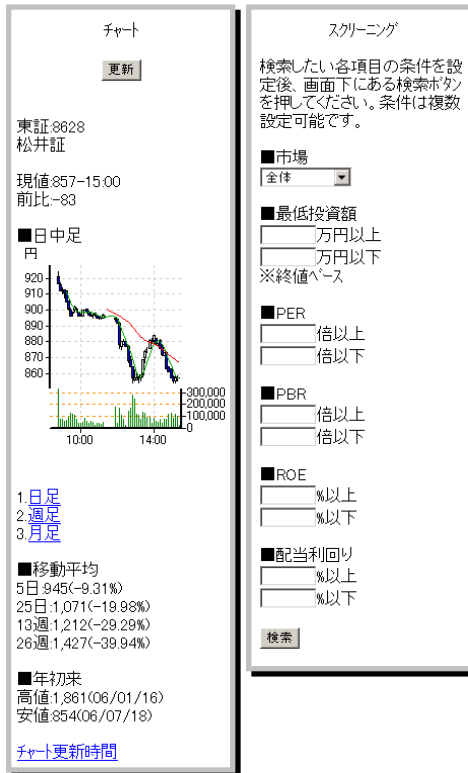 チャート
更新
東証:8628
松井証
現値:857-15:00
前比:-83
■日中足
円
920
910
900
890
880
870
860
300,000
200,000
100,000
0
10:00 14:00
1.日足
2.週足
3.月足
■移動平均
5日:945(-9.31%)
25日:1,071(-19.98%)
13週:1,212(-29.29%)
26週:1,427(-39.94%)
■年初来
高値:1,861(06/01/16)
安値:854(06/07/18)
チャート更新時間
スクリーニング
検索したい各項目の条件を設
定後、画面下にある検索ボタン
を押してください。条件は複数
設定可能です。
■市場
全体
■最低投資額
万円以上
万円以下
※終値ベース
■PER
倍以上
倍以下
■PBR
倍以上
倍以下
■ROE
%以上
%以下
■配当利回り
%以上
%以下
検索